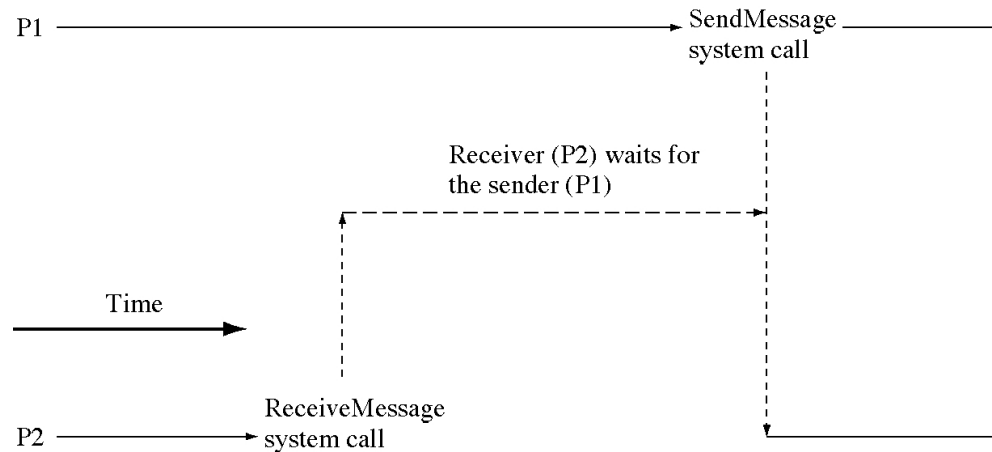 P1
SendMessage
system call
Receiver (P2) waits for
the sender (P1)
Time
P2
ReceiveMessage
system call